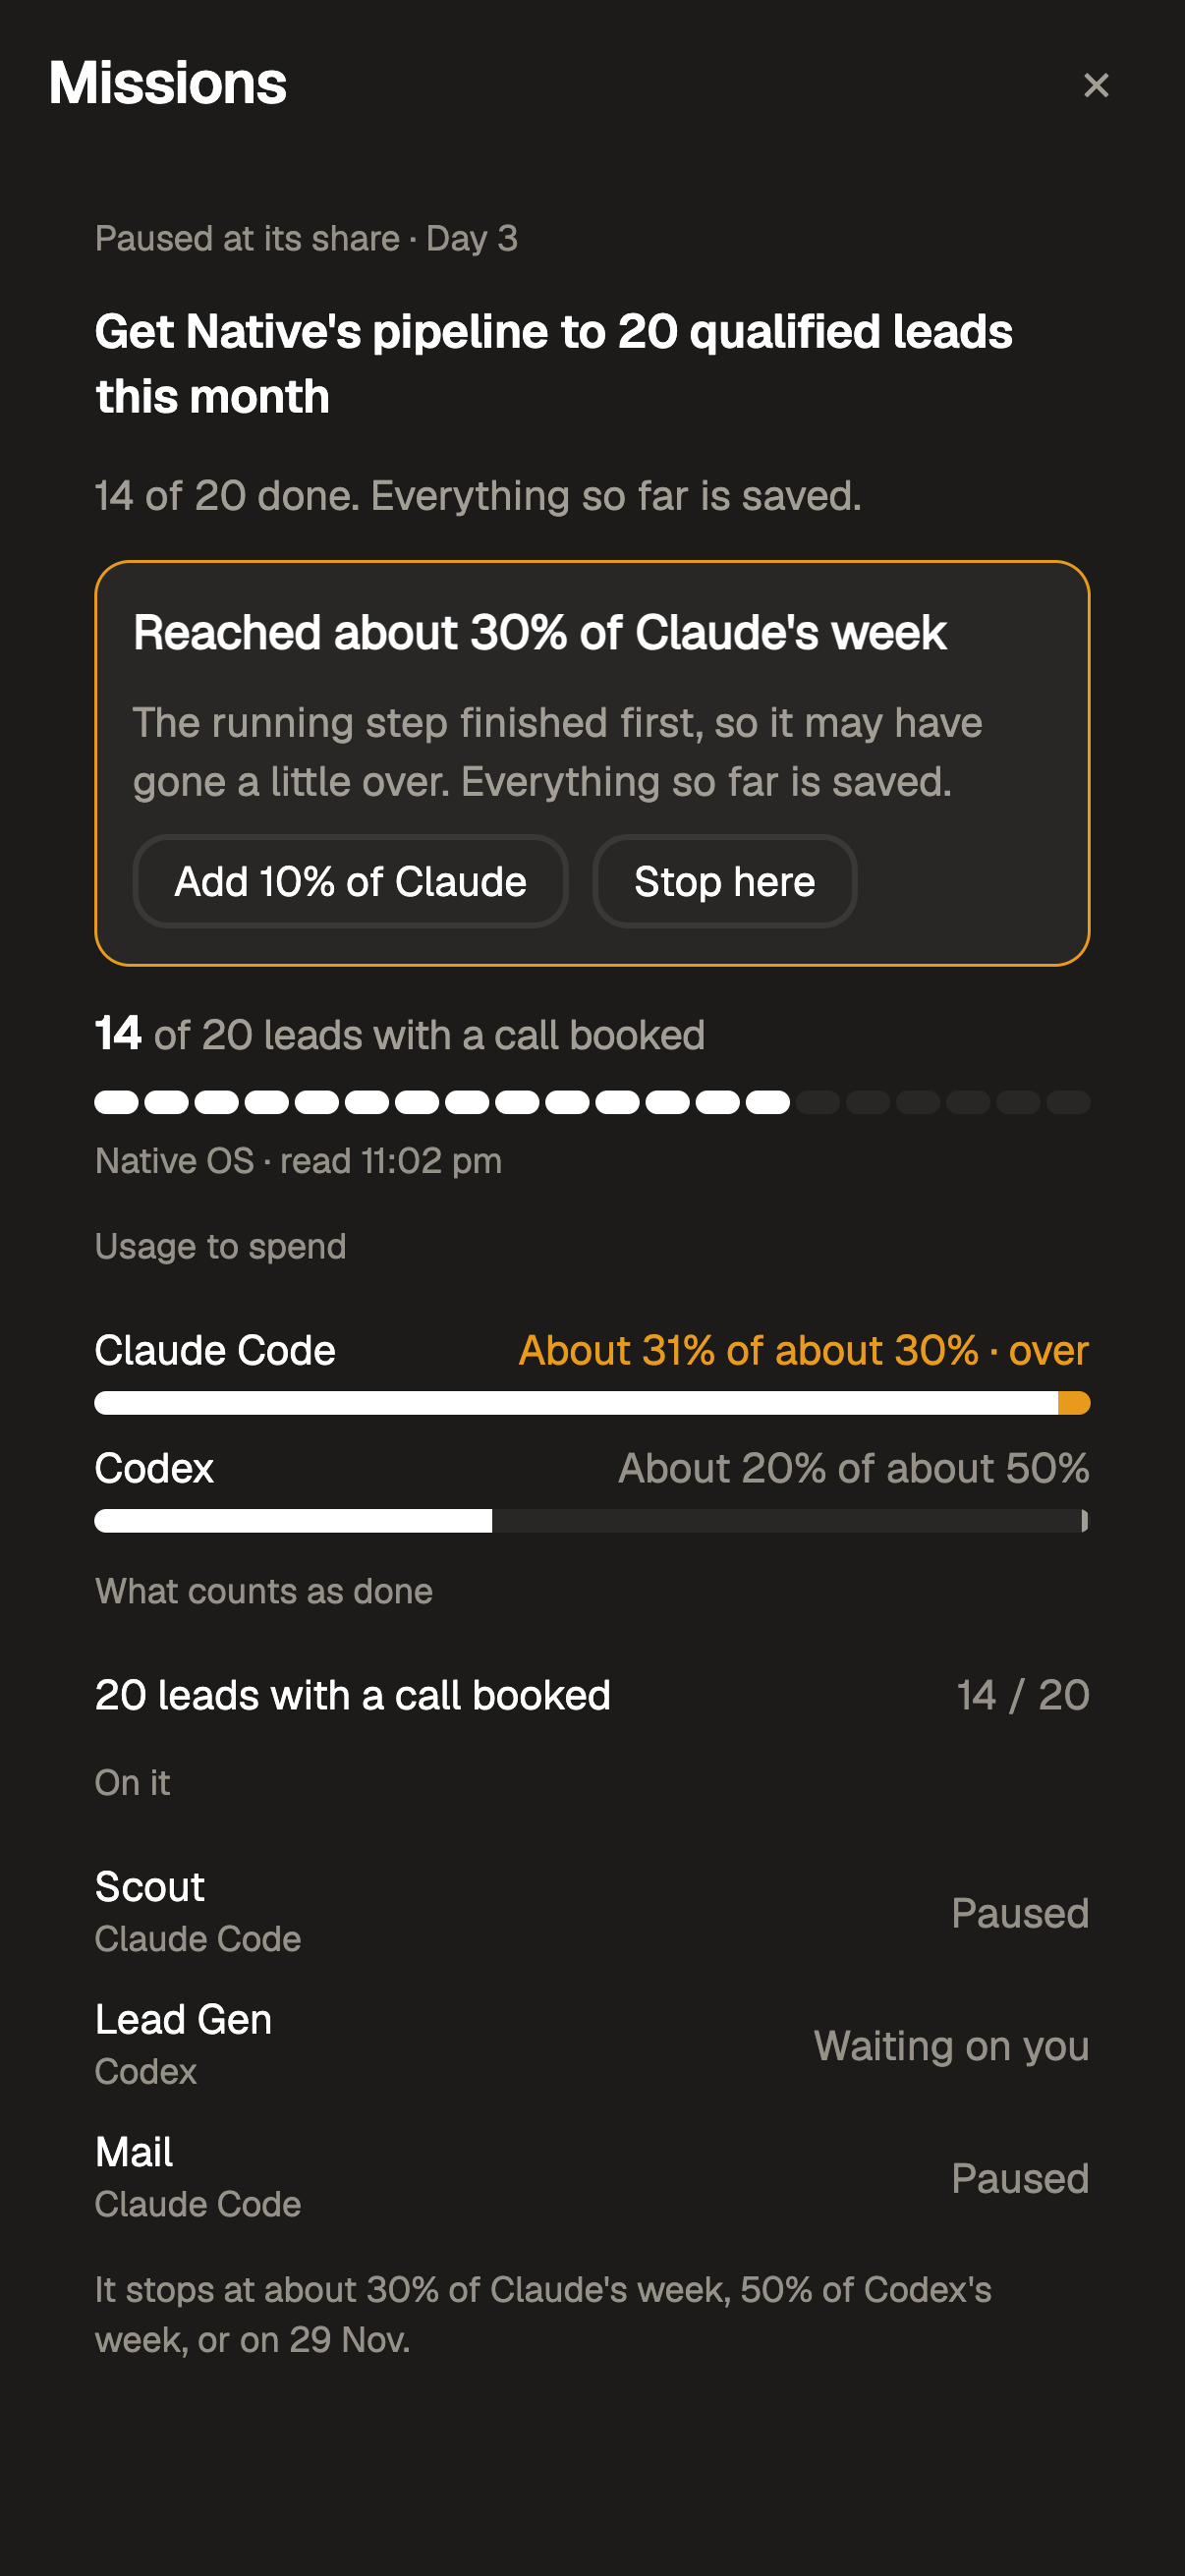 Missions
×
Paused at its share · Day 3
Get Native's pipeline to 20 qualified leads
this month
14 of 20 done. Everything so far is saved.
Reached about 30% of Claude's week
The running step finished first, so it may have
gone a little over. Everything so far is saved.
Add 10% of Claude
Stop here
14 of 20 leads with a call booked
Native OS · read 11:02 pm
Usage to spend
Claude Code
About 31% of about 30% · over
Codex
About 20% of about 50%
What counts as done
20 leads with a call booked
14 / 20
On it
Scout
Claude Code
Paused
Lead Gen
Codex
Waiting on you
Mail
Claude Code
Paused
It stops at about 30% of Claude's week, 50% of Codex's
week, or on 29 Nov.